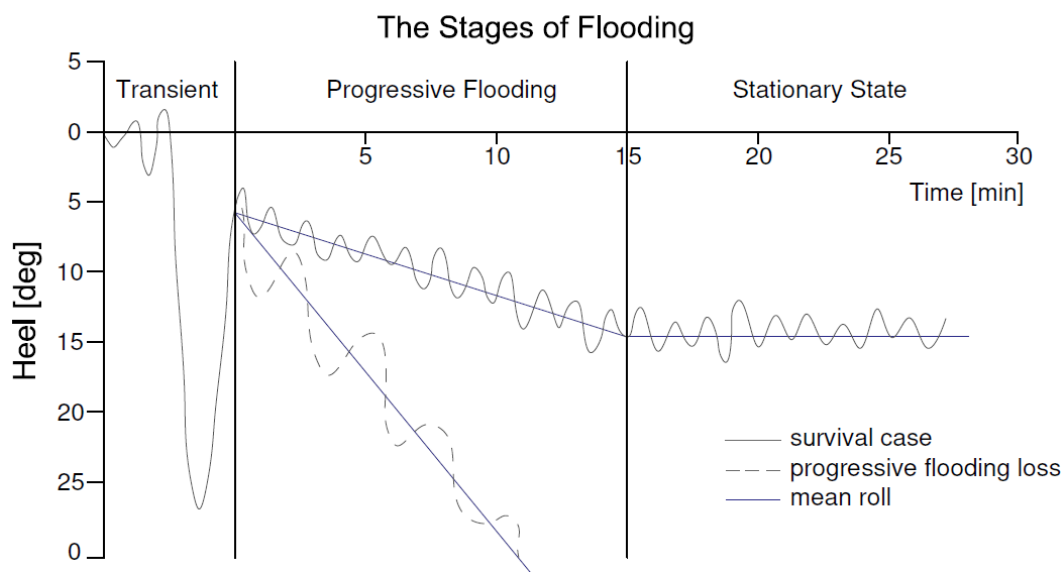 The Stages of Flooding
5
Transient
Progressive Flooding
Stationary State
0
5
10
15
20
25
30
Time [min]
5
10
15
20
25
0
Heel [deg]
survival case
progressive flooding loss
mean roll